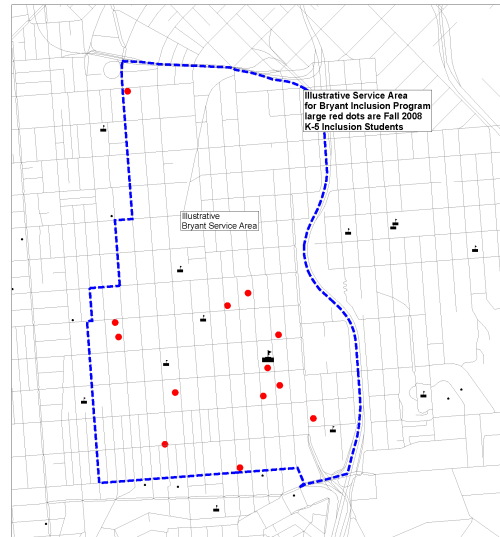 Illustrative Service Area
for Bryant Inclusion Program
large red dots are Fall 2008
K-5 Inclusion Students
Illustrative
Bryant Service Area